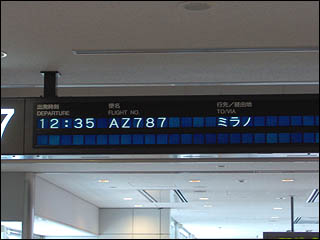 7
出発時刻 便名 行先／経由地
DEPARTURE FLIGHT NO. TO/VIA
12:35 AZ787 ミラノ